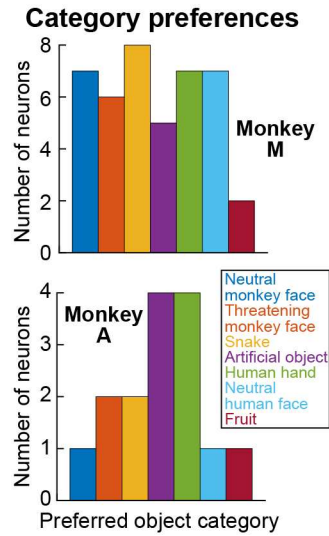 Category preferences
Number of neurons
8
6
4
2
0
Monkey
M
Number of neurons
4
3
2
1
0
Monkey
A
Neutral
monkey face
Threatening
monkey face
Snake
Artificial object
Human hand
Neutral
human face
Fruit
Preferred object category